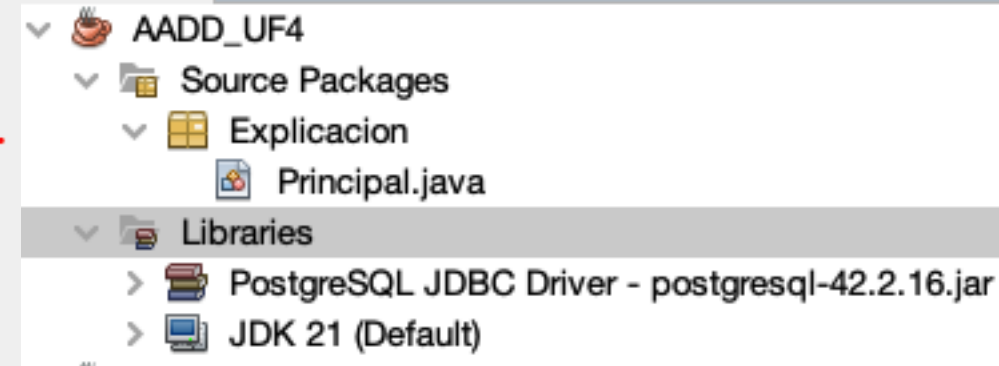 AADD_UF4
Source Packages
Explicacion
Principal.java
Libraries
PostgreSQL JDBC Driver - postgresql-42.2.16.jar
JDK 21 (Default)